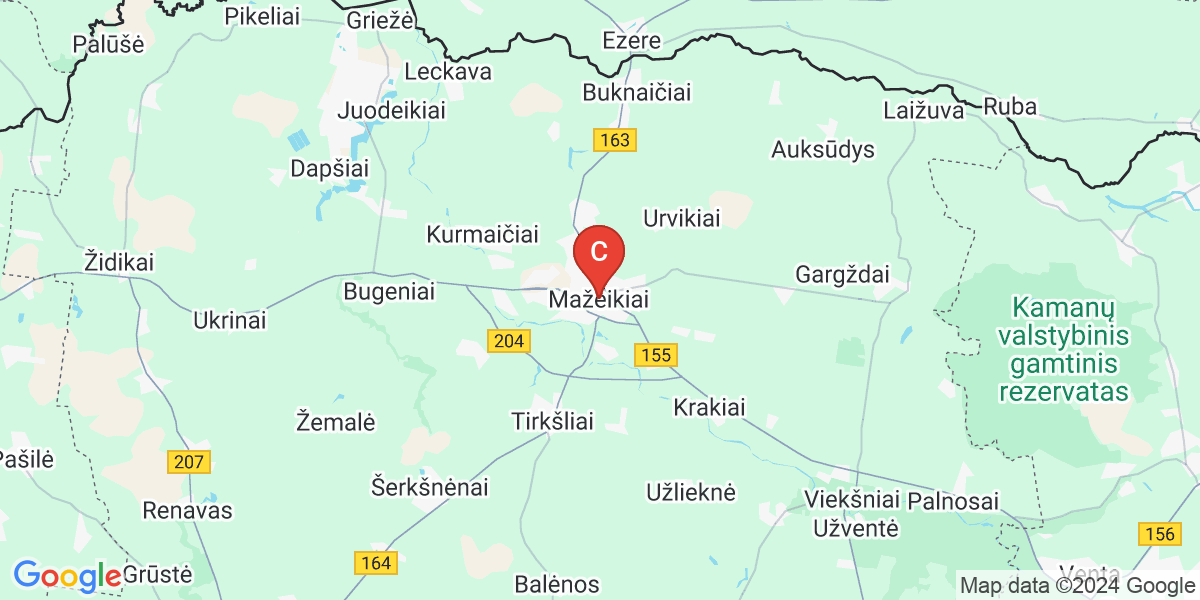 Pikeliai
Griežė
Palūšė
Ezere
Leckava
Buknaičiai
Juodeikiai
Laižuva
Ruba
163
Auksūdys
Dapšiai
Urvikiai
Kurmaičiai
C
Židikai
Gargždai
Bugeniai
Mažeikiai
Ukrinai
Kamanų
valstybinis
gamtinis
rezervatas
204
155
Krakiai
Tirkšliai
Žemalė
Pašilė
207
Šerkšnėnai
Užlieknė
Viekšniai
Palnosai
Renavas
Užventė
156
164
Google
Grūstė
Balėnos
Venta
Map data ©2024 Google